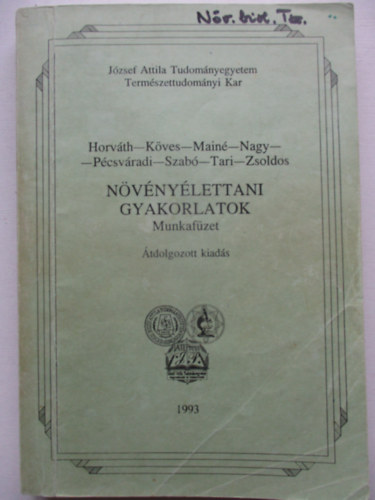 Növ. biol. Tsz.
József Attila Tudományegyetem
Természettudományi Kar
Horváth—Köves—Mainé—Nagy—
—Pécsváradi—Szabó—Tari—Zsoldos
NÖVÉNYÉLETTANI
GYAKORLATOK
Munkafüzet
Átdolgozott kiadás
1993